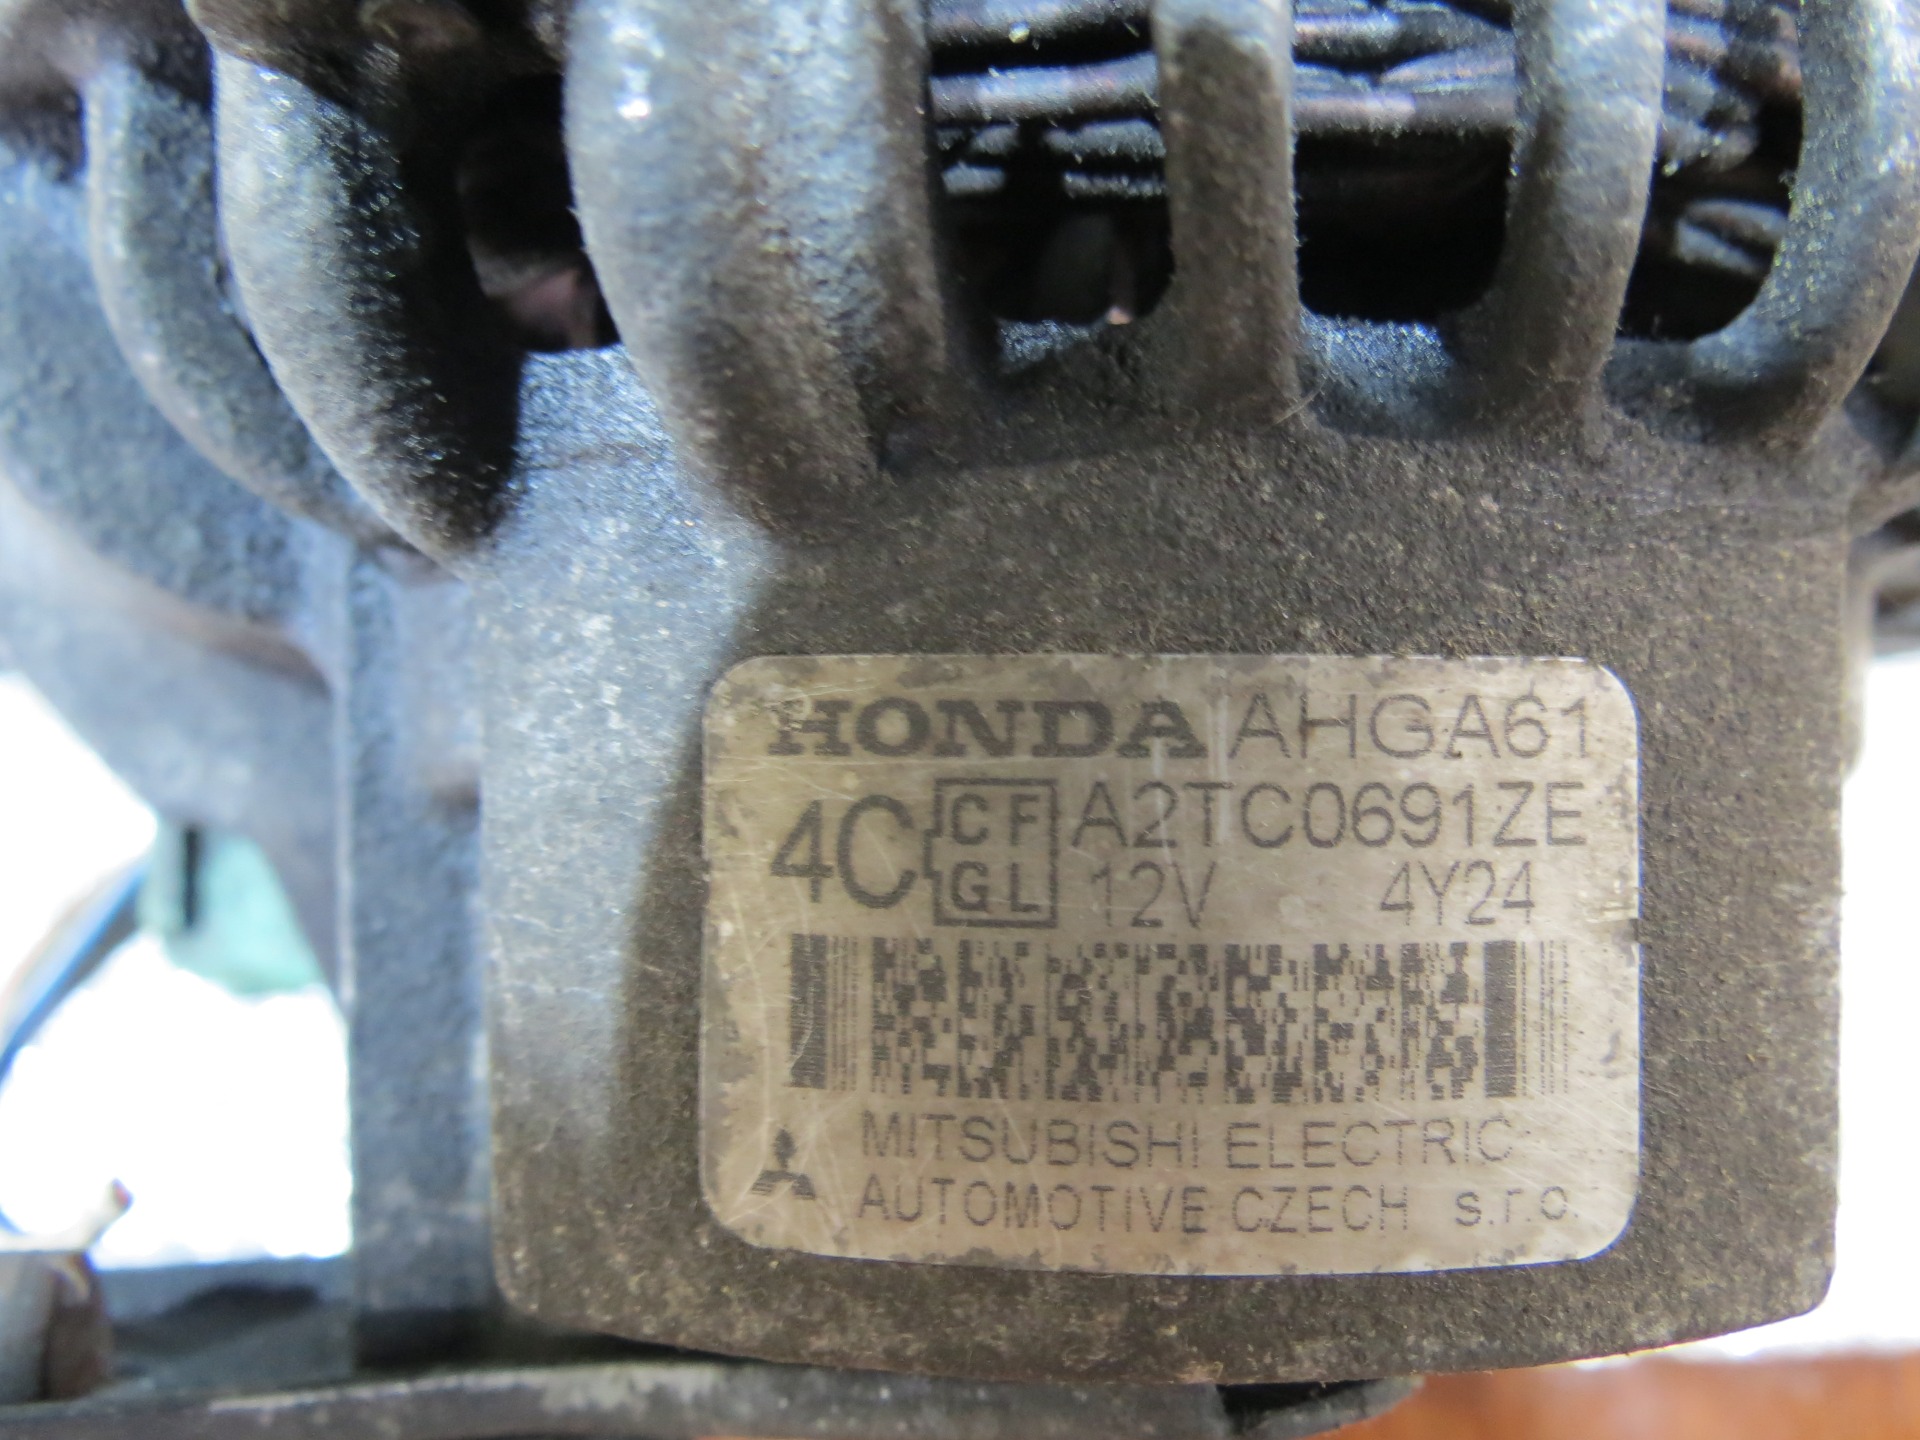 HONDA AHGA61
4C CF GL A2TC0691ZE
12V 4Y24
MITSUBISHI ELECTRIC
AUTOMOTIVE CZECH s.r.o.